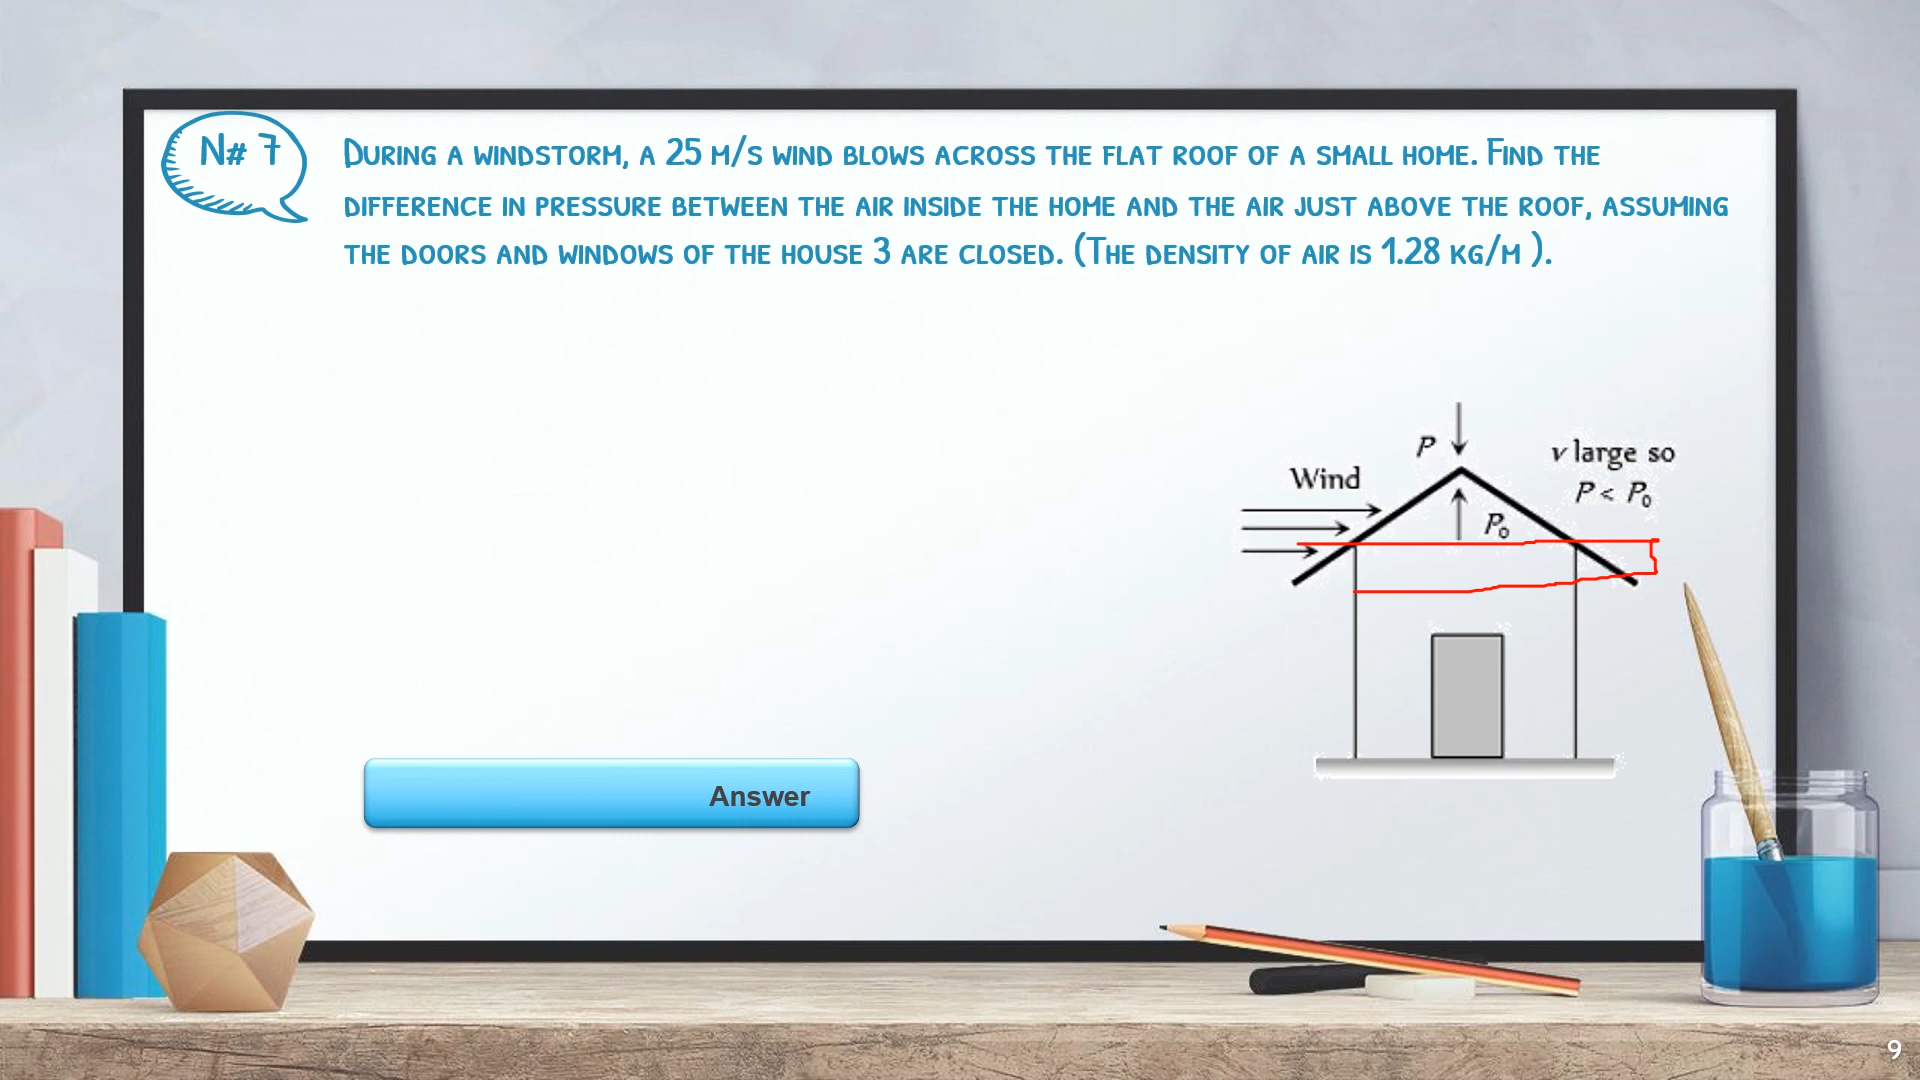 N# 7
During a windstorm, a 25 m/s wind blows across the flat roof of a small home. Find the
difference in pressure between the air inside the home and the air just above the roof, assuming
the doors and windows of the house 3 are closed. (The density of air is 1.28 kg/m ).
P
v large so
P < P₀
Wind
P₀
Answer
9